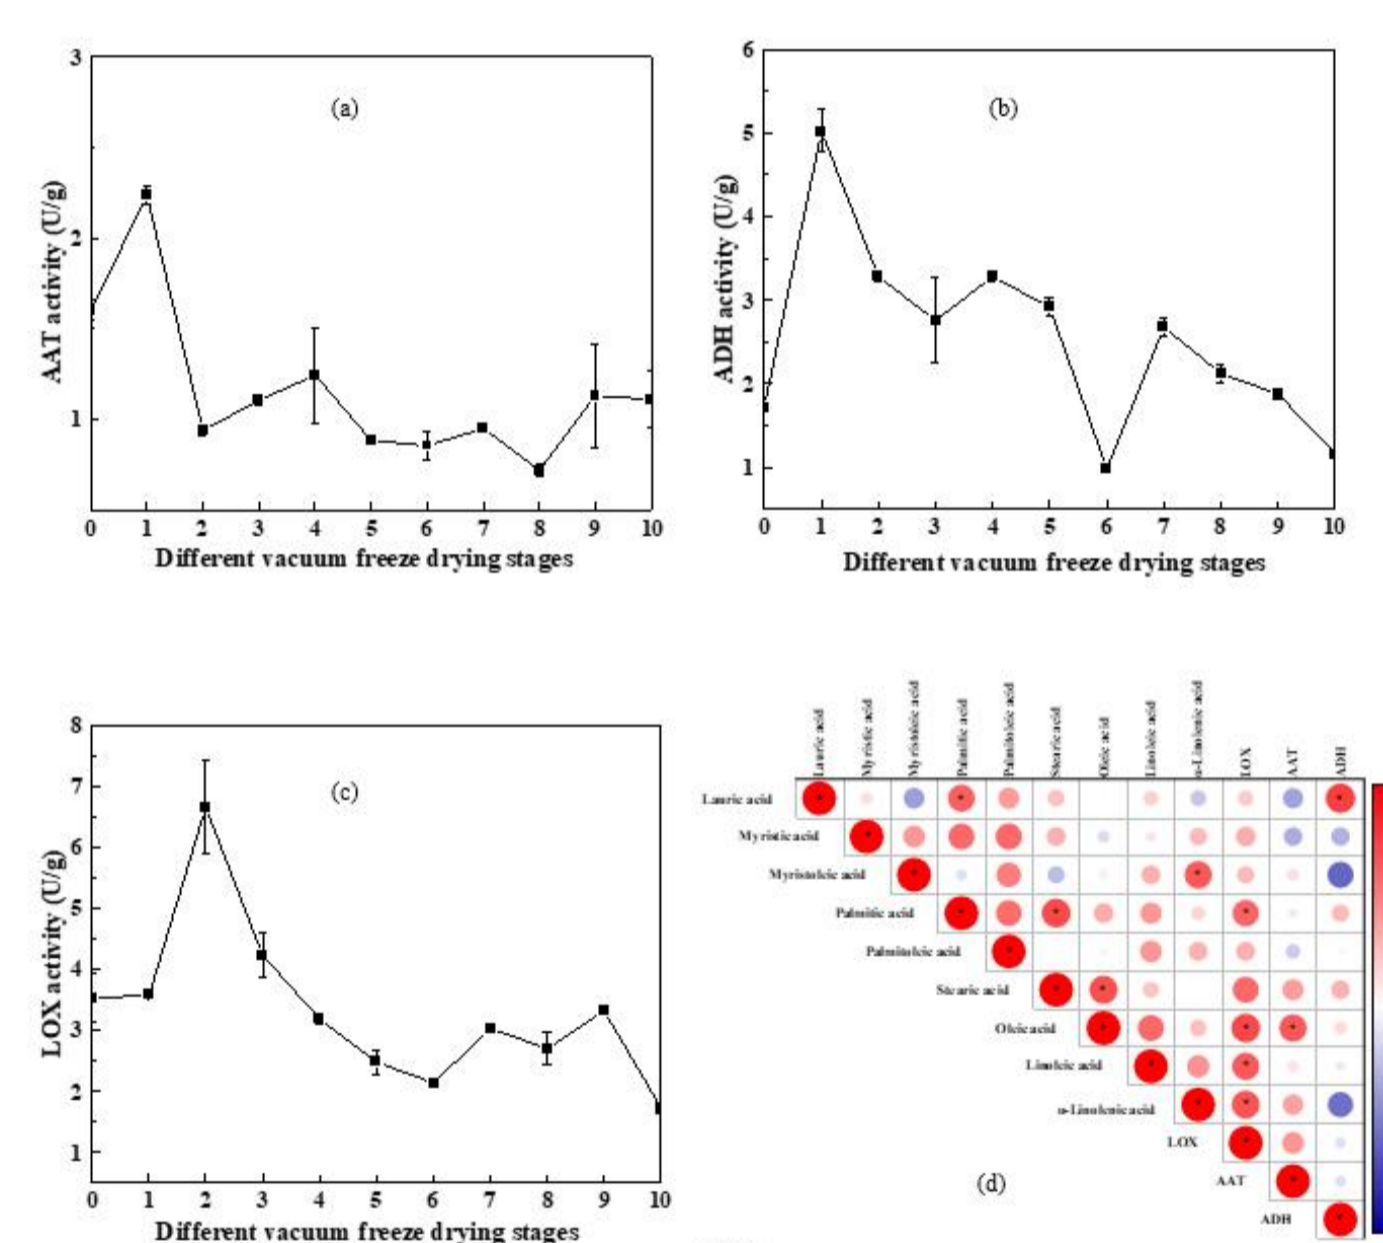 (a)
3
2
1
AAT activity (U/g)
0 1 2 3 4 5 6 7 8 9 10
Different vacuum freeze drying stages
(b)
6
5
4
3
2
1
ADH activity (U/g)
0 1 2 3 4 5 6 7 8 9 10
Different vacuum freeze drying stages
(c)
8
7
6
5
4
3
2
1
LOX activity (U/g)
0 1 2 3 4 5 6 7 8 9 10
Different vacuum freeze drying stages
Lauric acid
Myristic acid
Myristoleic acid
Palmitic acid
Palmitoleic acid
Stearic acid
Oleic acid
Linoleic acid
α-Linolenic acid
LOX
AAT
ADH
Lauric acid
Myristic acid
Myristoleic acid
Palmitic acid
Palmitoleic acid
Stearic acid
Oleic acid
Linoleic acid
α-Linolenic acid
LOX
AAT
ADH
(d)